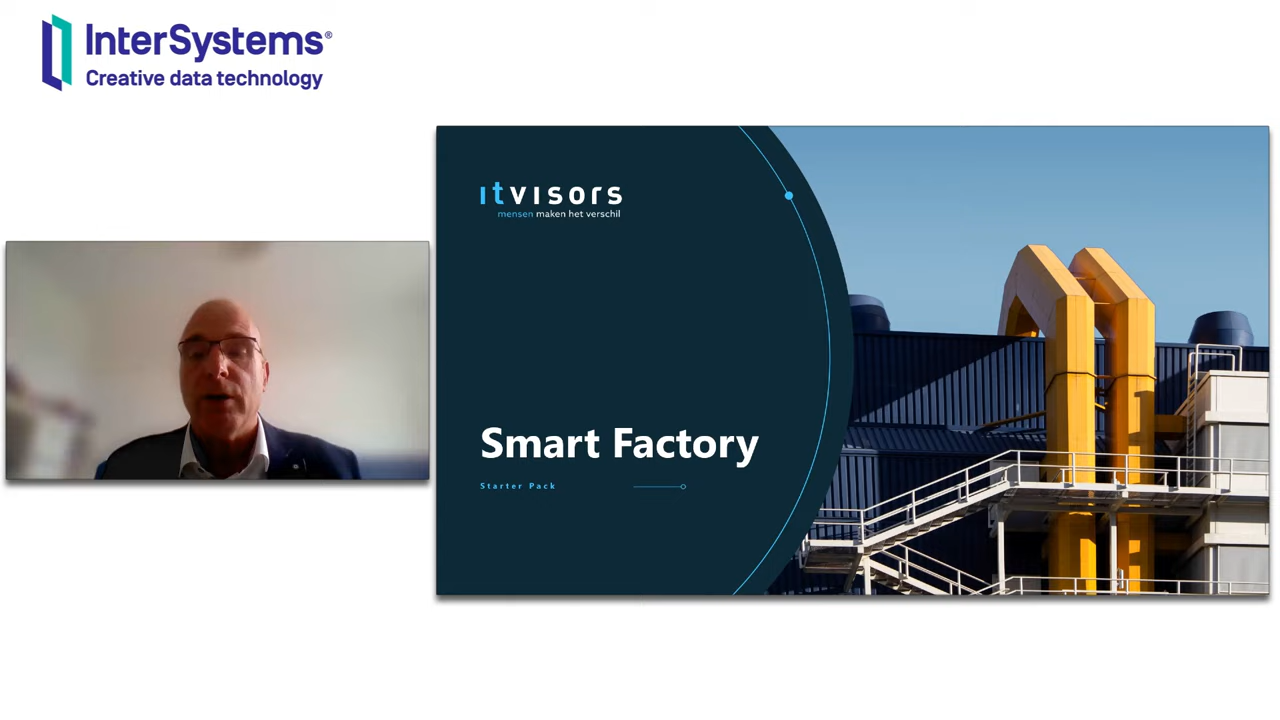 InterSystems®
Creative data technology
itvisors
mensen maken het verschil
Smart Factory
Starter Pack